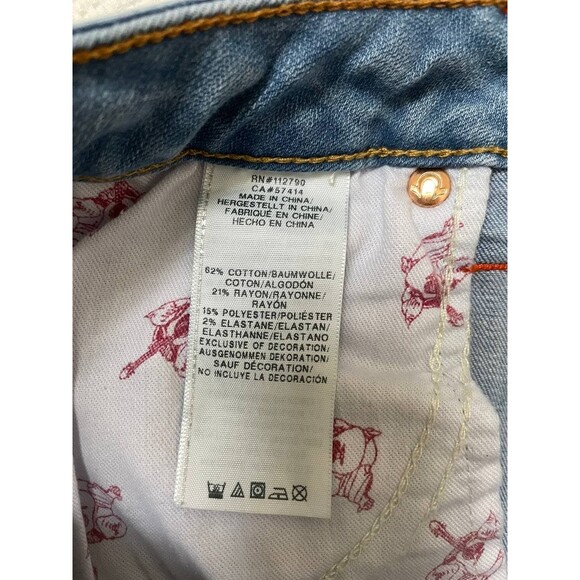 RN#112790
CA#57414
MADE IN CHINA/
HERGESTELLT IN CHINA/
FABRIQUÉ EN CHINE/
HECHO EN CHINA
62% COTTON/BAUMWOLLE/
COTON/ALGODÓN
21% RAYON/RAYONNE/
RAYÓN
15% POLYESTER/POLIÉSTER
2% ELASTANE/ELASTAN/
ELASTHANNE/ELASTANO
EXCLUSIVE OF DECORATION/
AUSGENOMMEN DEKORATION/
SAUF DÉCORATION/
NO INCLUYE LA DECORACIÓN